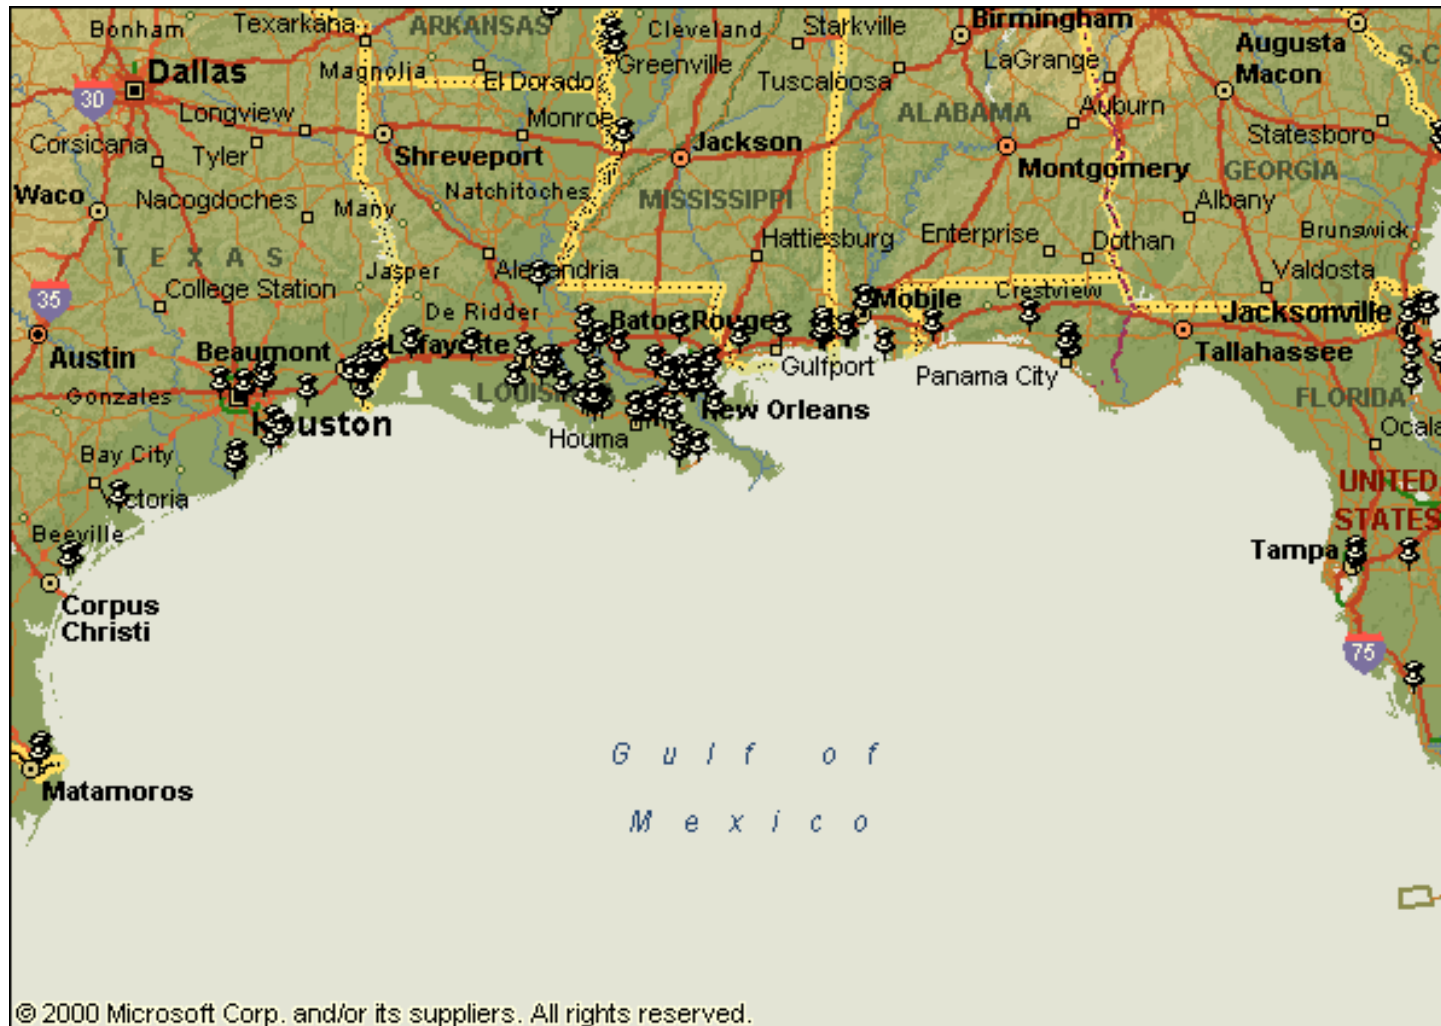 Bonham
Texarkana
ARKANSAS
Cleveland
Starkville
Birmingham
Augusta
Macon
S.C
Dallas
30
Magnolia
El Dorado
Greenville
Tuscaloosa
LaGrange
Auburn
ALABAMA
Longview
Monroe
Statesboro
Corsicana
Tyler
Shreveport
Jackson
Montgomery
GEORGIA
Waco
Nacogdoches
Many
Natchitoches
MISSISSIPPI
Albany
Hattiesburg
Enterprise
Dothan
Brunswick
TEXAS
Jasper
Alexandria
Valdosta
35
College Station
De Ridder
Baton Rouge
Mobile
Crestview
Jacksonville
Austin
Beaumont
Lafayette
Gulfport
Tallahassee
Panama City
Gonzales
LOUISIANA
New Orleans
FLORIDA
Houston
Houma
Ocala
Bay City
Victoria
UNITED
STATES
Beeville
Tampa
Corpus
Christi
75
Gulf of
Mexico
Matamoros
© 2000 Microsoft Corp. and/or its suppliers. All rights reserved.